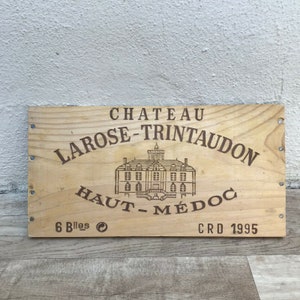 CHATEAU
LAROSE-TRINTAUDON
HAUT-MÉDOC
6 Blles CRD 1995